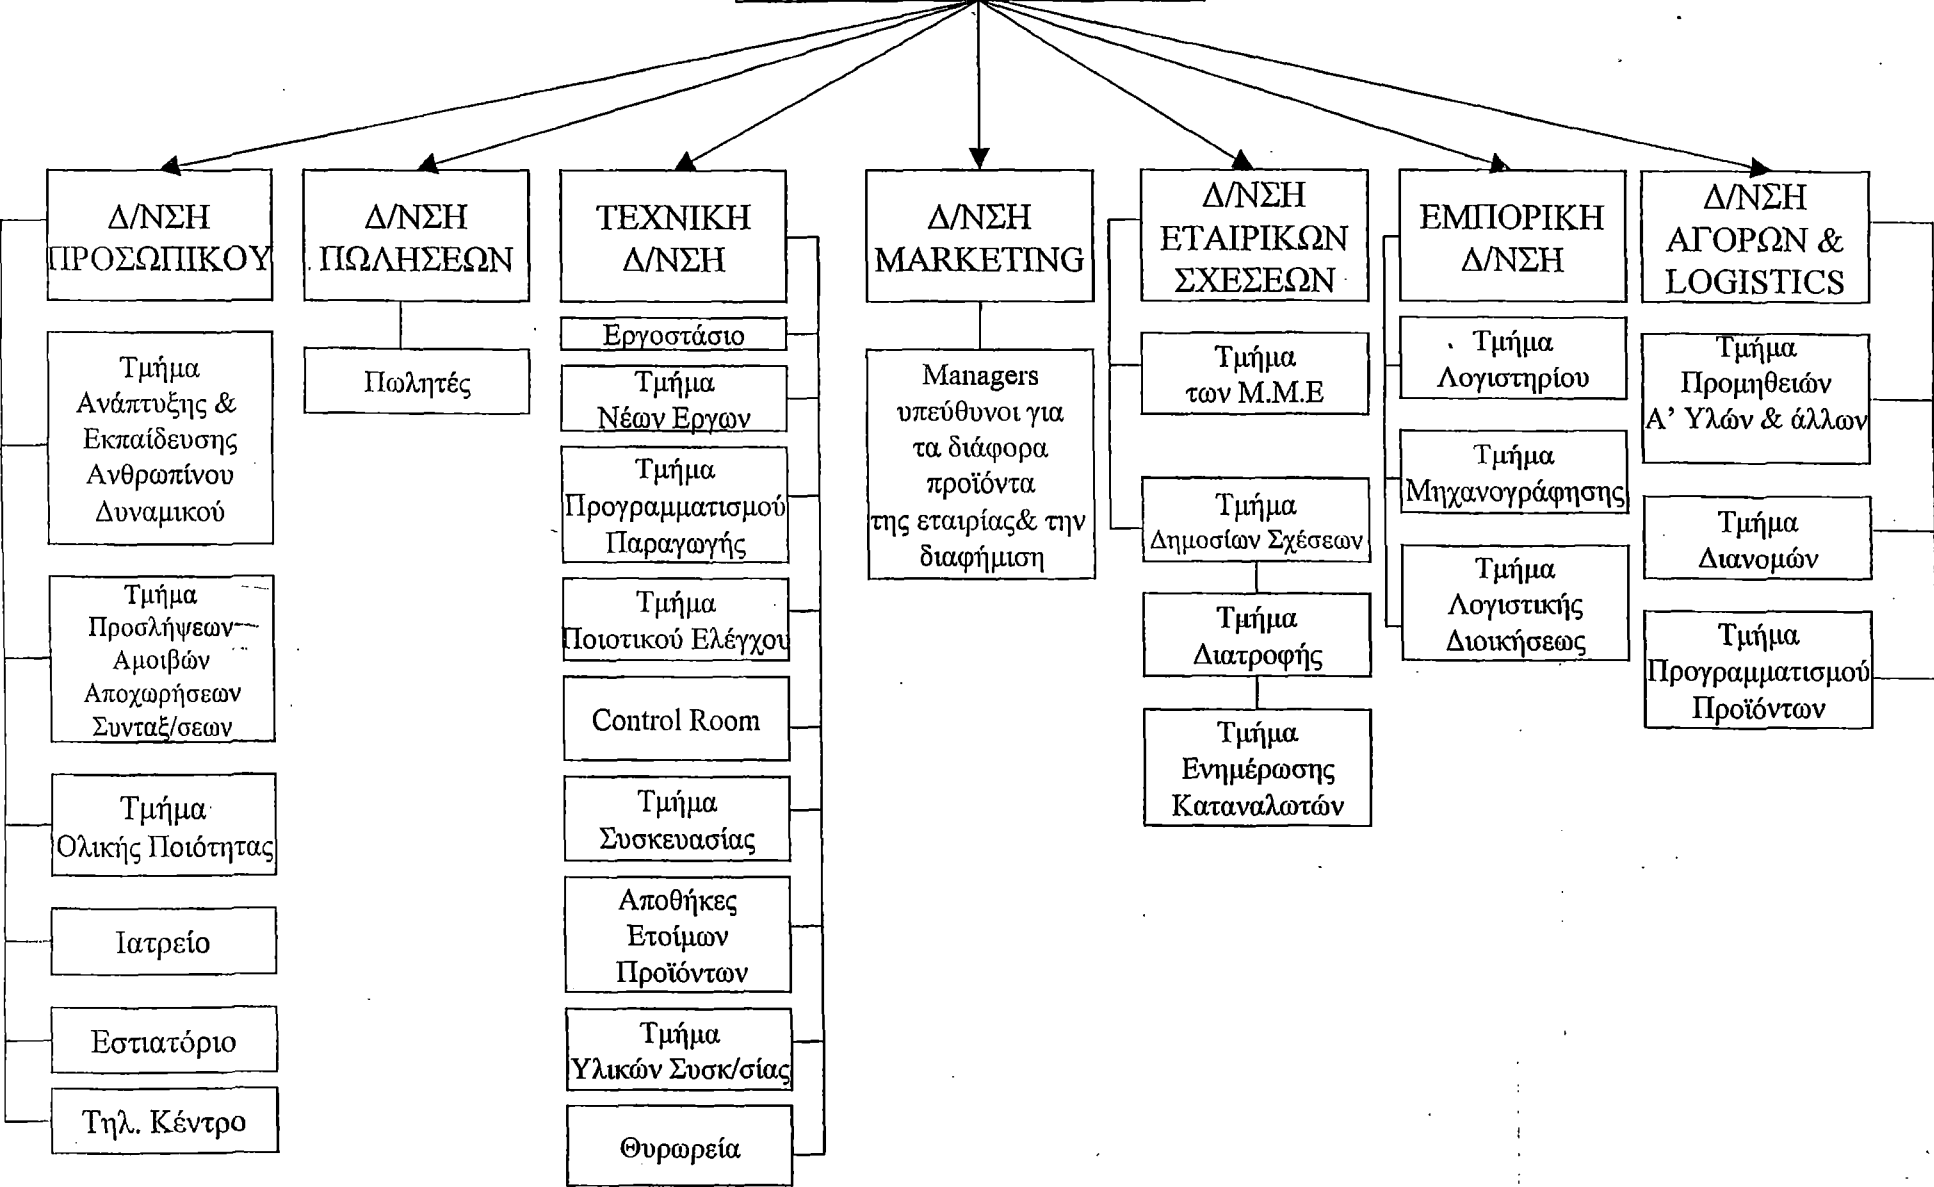 Δ/ΝΣΗ
ΠΡΟΣΩΠΙΚΟΥ
Τμήμα
Ανάπτυξης &
Εκπαίδευσης
Ανθρωπίνου
Δυναμικού
Τμήμα
Προσλήψεων
Αμοιβών
Αποχωρήσεων
Συνταξ/σεων
Τμήμα
Ολικής Ποιότητας
Ιατρείο
Εστιατόριο
Τηλ. Κέντρο
Δ/ΝΣΗ
ΠΩΛΗΣΕΩΝ
Πωλητές
ΤΕΧΝΙΚΗ
Δ/ΝΣΗ
Εργοστάσιο
Τμήμα
Νέων Εργων
Τμήμα
Προγραμματισμού
Παραγωγής
Τμήμα
Ποιοτικού Ελέγχου
Control Room
Τμήμα
Συσκευασίας
Αποθήκες
Ετοίμων
Προϊόντων
Τμήμα
Υλικών Συσκ/σίας
Θυρωρεία
Δ/ΝΣΗ
MARKETING
Managers
υπεύθυνοι για
τα διάφορα
προϊόντα
της εταιρίας& την
διαφήμιση
Δ/ΝΣΗ
ΕΤΑΙΡΙΚΩΝ
ΣΧΕΣΕΩΝ
Τμήμα
των Μ.Μ.Ε
Τμήμα
Δημοσίων Σχέσεων
Τμήμα
Διατροφής
Τμήμα
Ενημέρωσης
Καταναλωτών
ΕΜΠΟΡΙΚΗ
Δ/ΝΣΗ
Τμήμα
Λογιστηρίου
Τμήμα
Μηχανογράφησης
Τμήμα
Λογιστικής
Διοικήσεως
Δ/ΝΣΗ
ΑΓΟΡΩΝ &
LOGISTICS
Τμήμα
Προμηθειών
Α' Υλών & άλλων
Τμήμα
Διανομών
Τμήμα
Προγραμματισμού
Προϊόντων